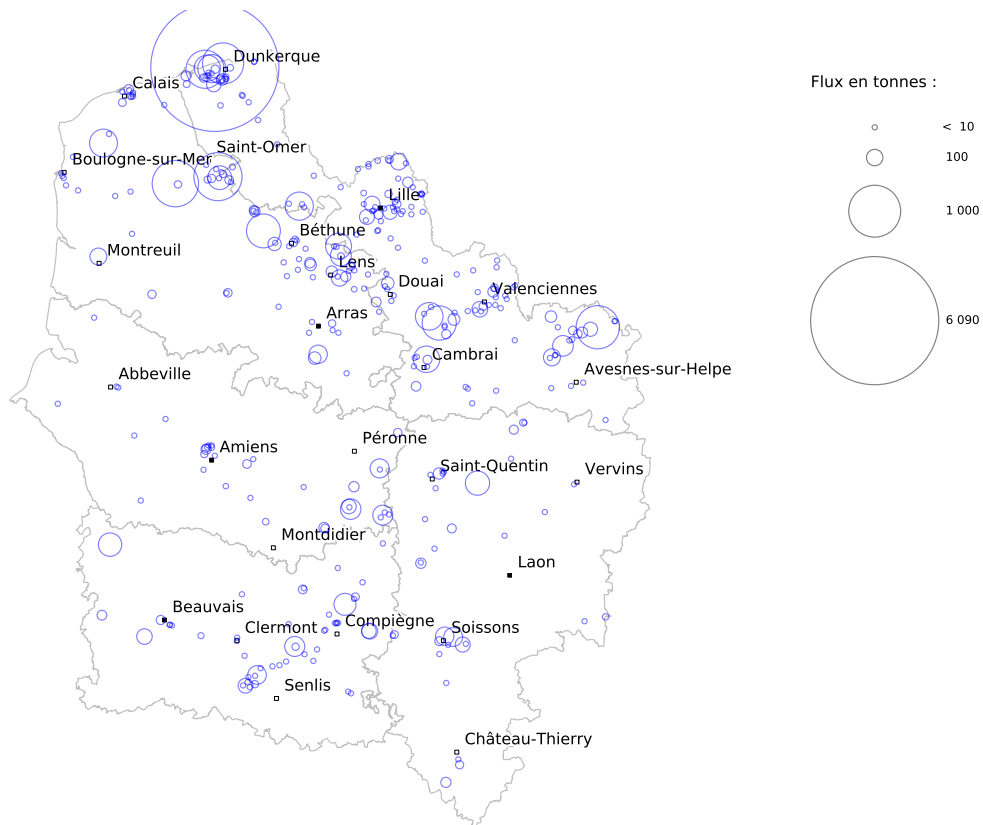 Dunkerque
Flux en tonnes :
Calais
< 10
Saint-Omer
100
Boulogne-sur-Mer
Lille
1 000
Béthune
Montreuil
Lens
Douai
Valenciennes
Arras
6 090
Cambrai
Avesnes-sur-Helpe
Abbeville
Amiens
Péronne
Saint-Quentin
Vervins
Montdidier
Laon
Beauvais
Clermont
Compiègne
Soissons
Senlis
Château-Thierry